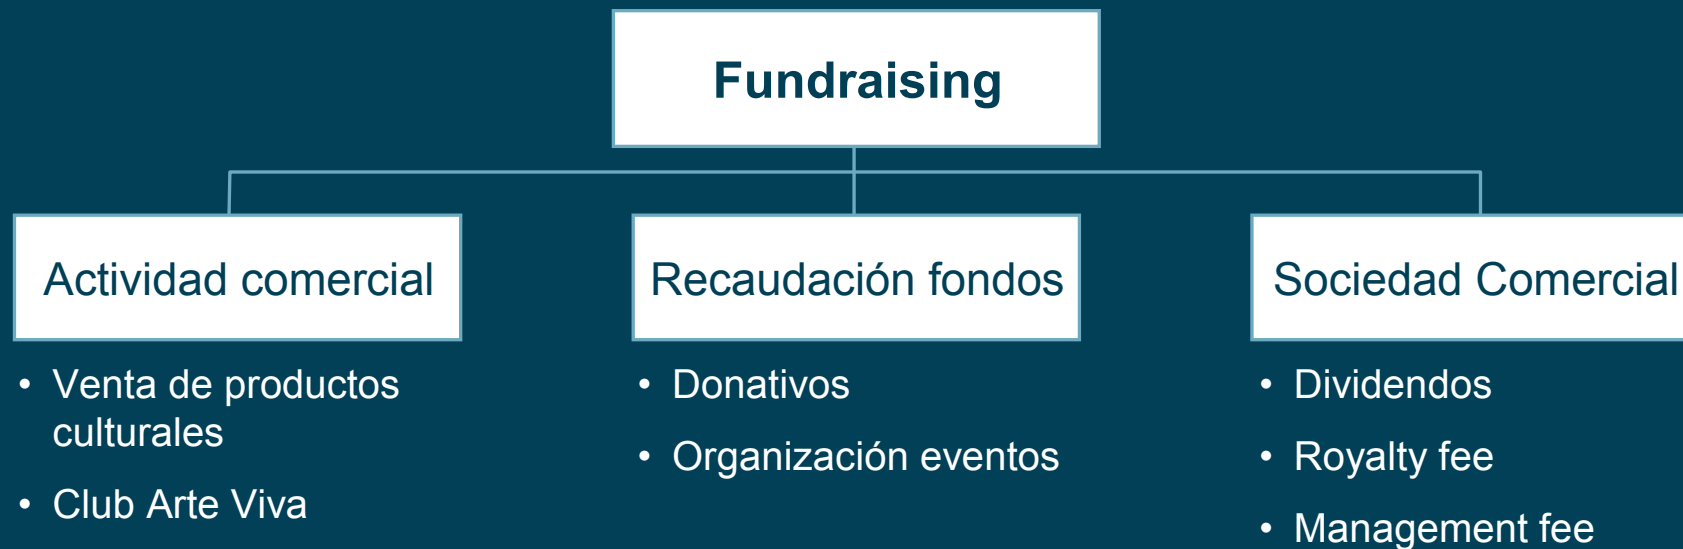 Fundraising
Actividad comercial
• Venta de productos
culturales
• Club Arte Viva
Recaudación fondos
• Donativos
• Organización eventos
Sociedad Comercial
• Dividendos
• Royalty fee
• Management fee